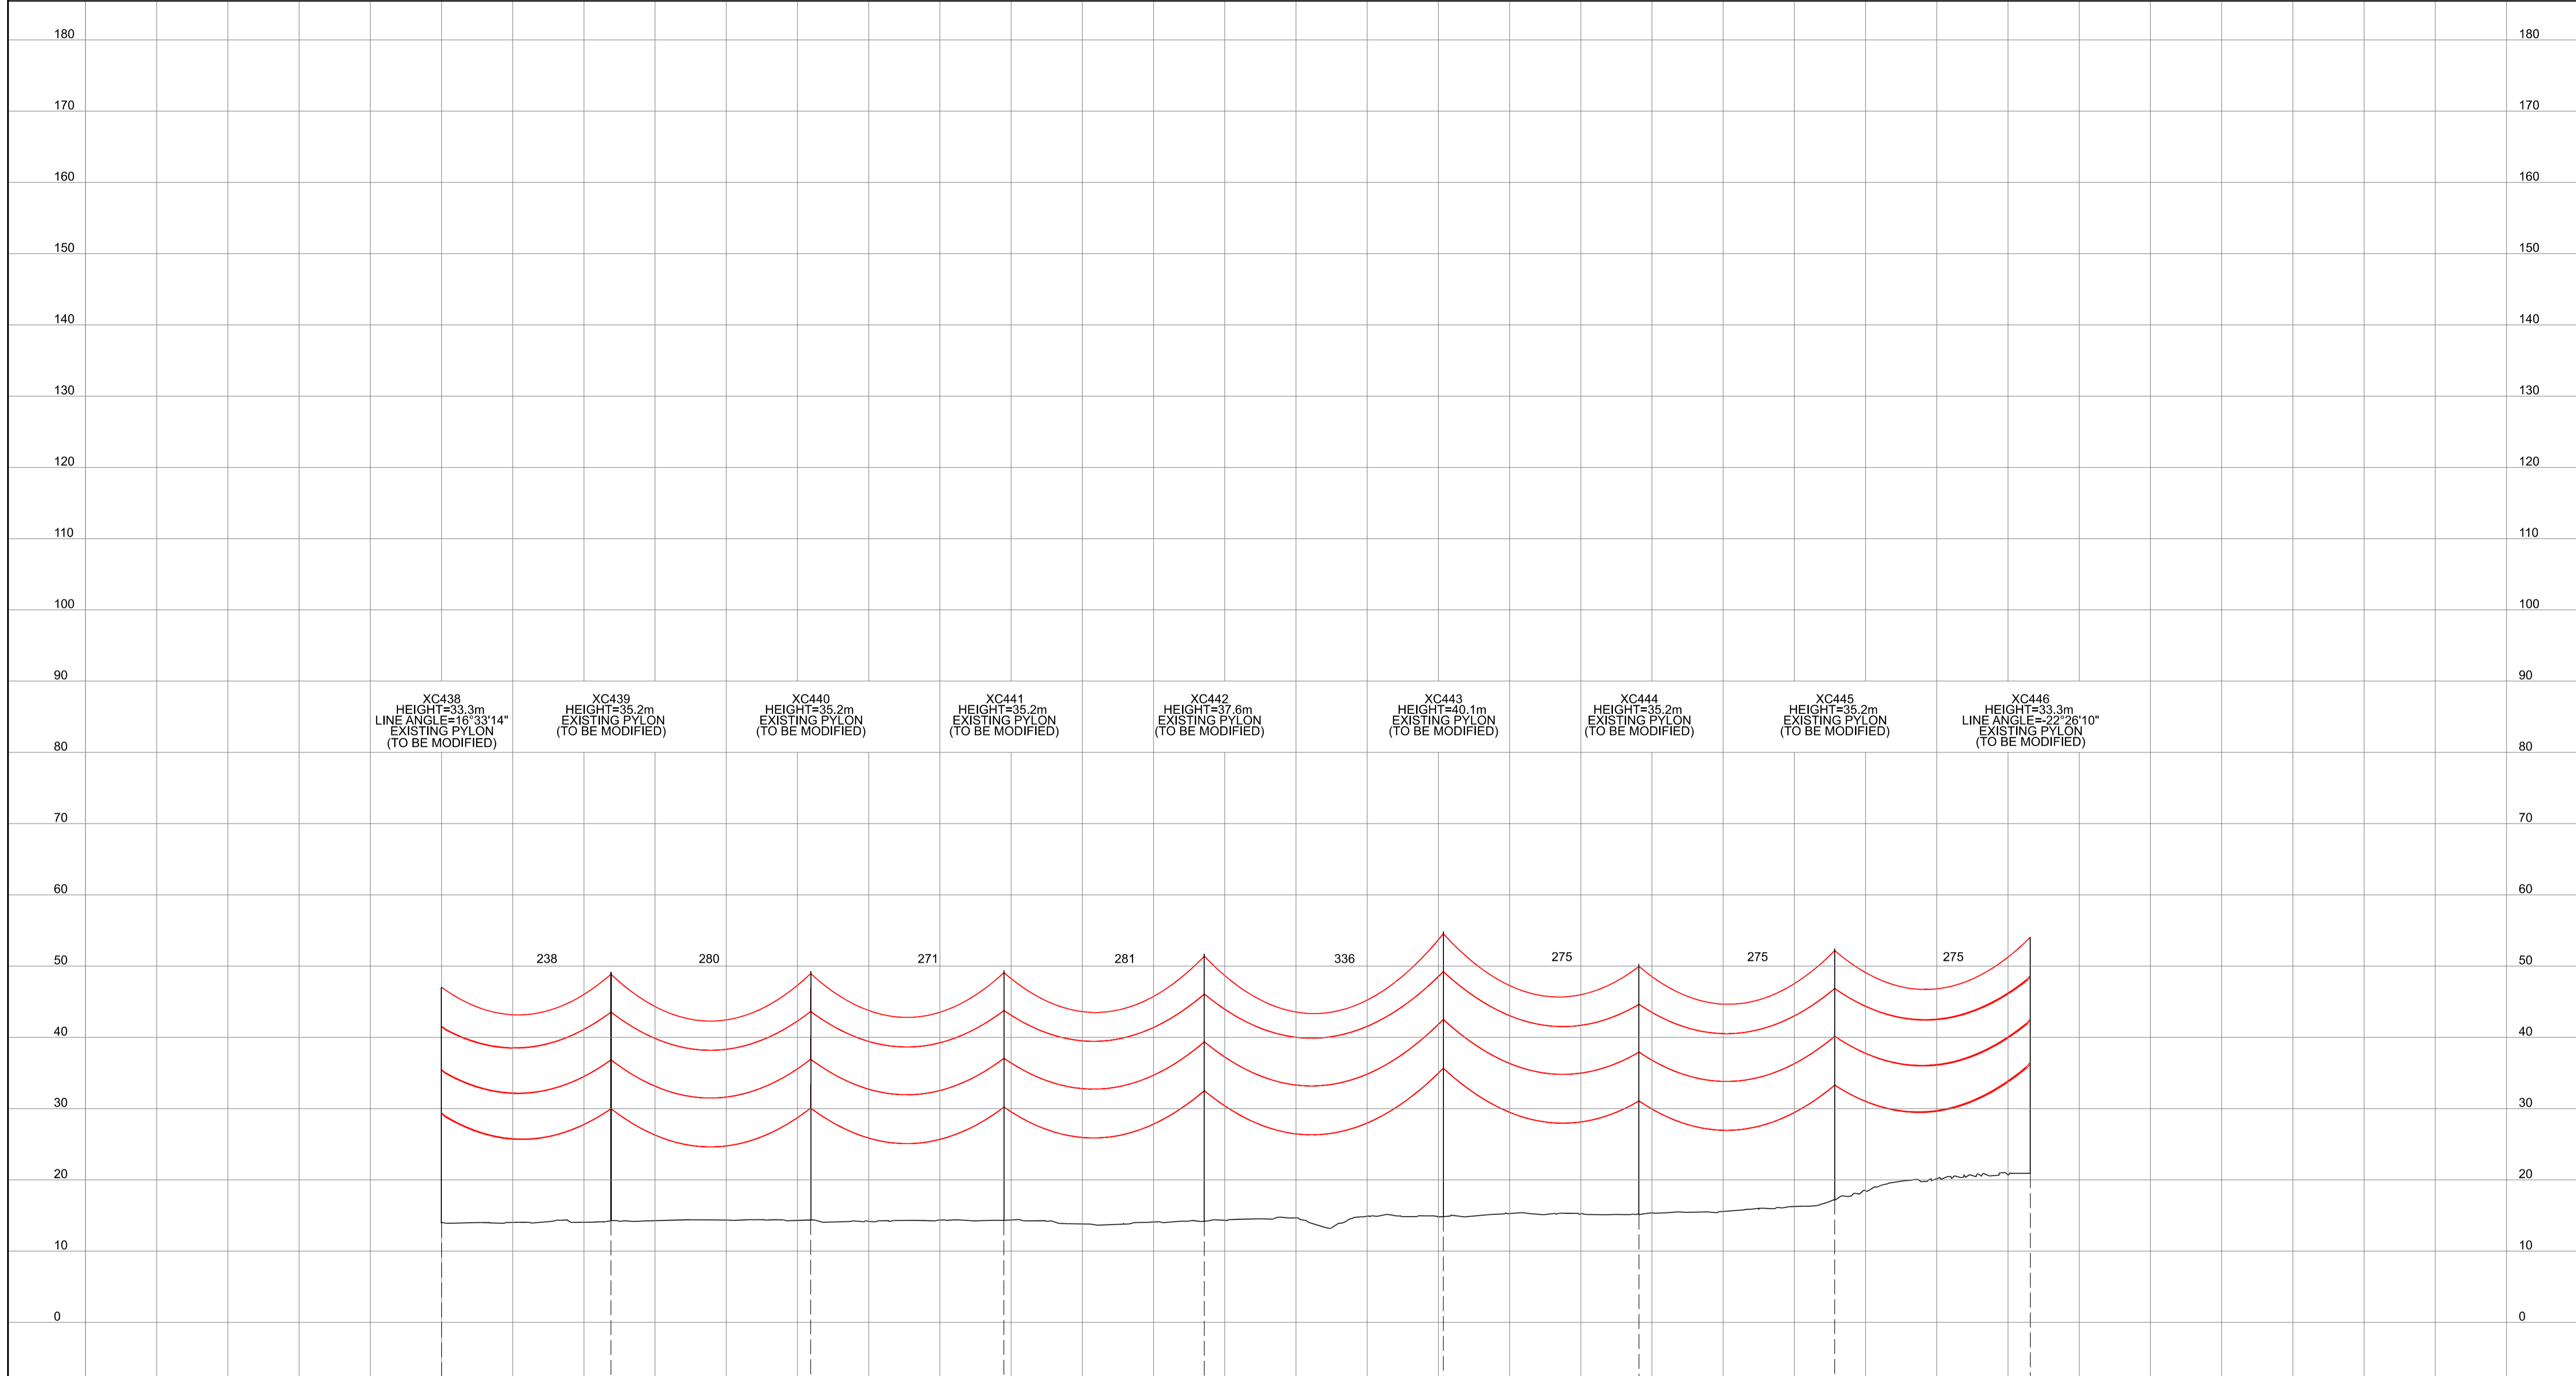 180 180
170 170
160 160
150 150
140 140
130 130
120 120
110 110
100 100
90 90
XC438
HEIGHT=33.3m
LINE ANGLE=16°33'14"
EXISTING PYLON
(TO BE MODIFIED)
XC439
HEIGHT=35.2m
EXISTING PYLON
(TO BE MODIFIED)
XC440
HEIGHT=35.2m
EXISTING PYLON
(TO BE MODIFIED)
XC441
HEIGHT=35.2m
EXISTING PYLON
(TO BE MODIFIED)
XC442
HEIGHT=37.6m
EXISTING PYLON
(TO BE MODIFIED)
XC443
HEIGHT=40.1m
EXISTING PYLON
(TO BE MODIFIED)
XC444
HEIGHT=35.2m
EXISTING PYLON
(TO BE MODIFIED)
XC445
HEIGHT=35.2m
EXISTING PYLON
(TO BE MODIFIED)
XC446
HEIGHT=33.3m
LINE ANGLE=-22°26'10"
EXISTING PYLON
(TO BE MODIFIED)
80 80
70 70
60 60
238 280 271 281 336 275 275 275
50 50
40 40
30 30
20 20
10 10
0 0